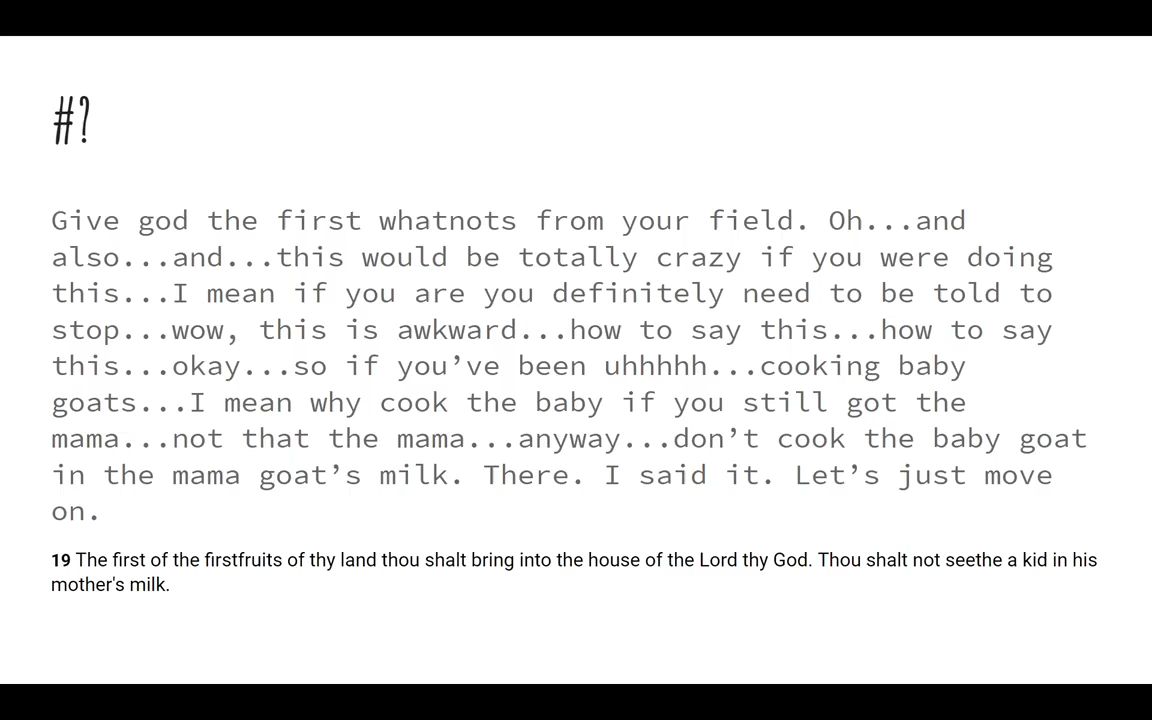 #?
Give god the first whatnots from your field. Oh...and
also...and...this would be totally crazy if you were doing
this...I mean if you are you definitely need to be told to
stop...wow, this is awkward...how to say this...how to say
this...okay...so if you’ve been uhhhhh...cooking baby
goats...I mean why cook the baby if you still got the
mama...not that the mama...anyway...don’t cook the baby goat
in the mama goat’s milk. There. I said it. Let’s just move
on.
19 The first of the firstfruits of thy land thou shalt bring into the house of the Lord thy God. Thou shalt not seethe a kid in his
mother's milk.